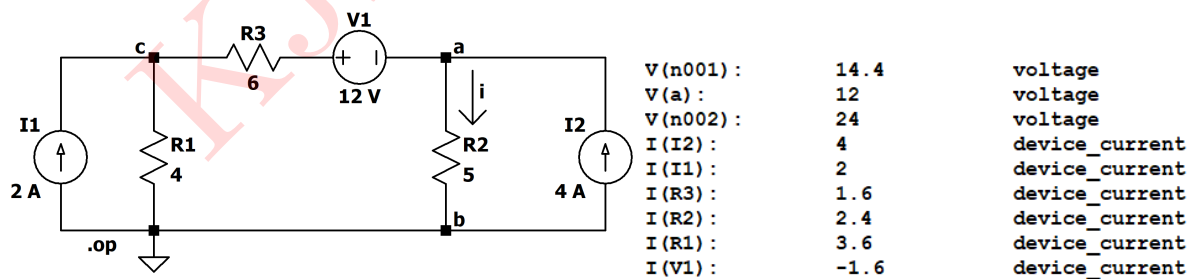 V1
R3
c
+
a
6
12 V
i
I1
R1
R2
I2
2 A
4
5
4 A
b
.op
V(n001): 14.4 voltage
V(a): 12 voltage
V(n002): 24 voltage
I(I2): 4 device_current
I(I1): 2 device_current
I(R3): 1.6 device_current
I(R2): 2.4 device_current
I(R1): 3.6 device_current
I(V1): -1.6 device_current